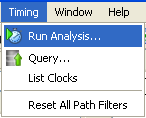 Timing Window Help
Run Analysis...
Query...
List Clocks
Reset All Path Filters